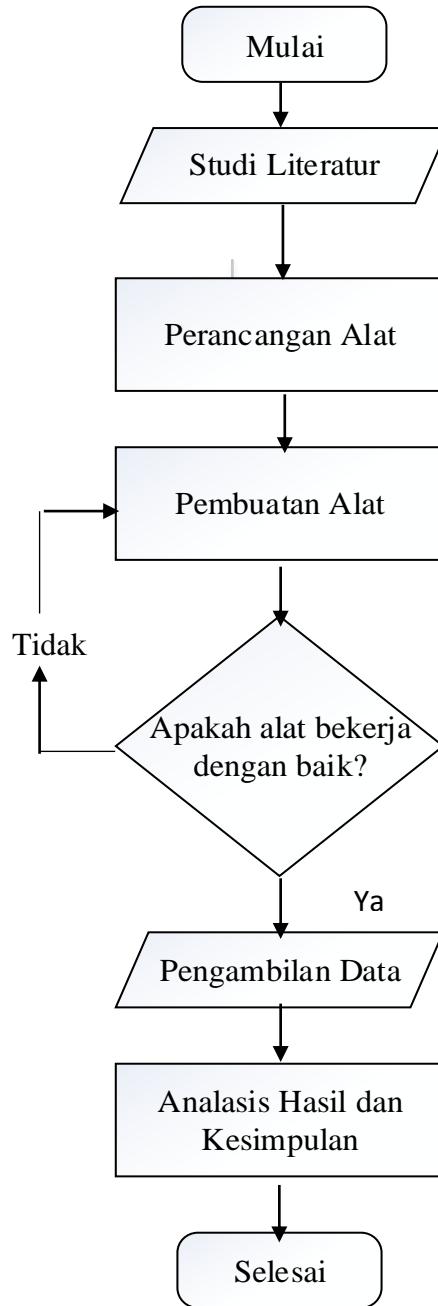 Mulai
Studi Literatur
Perancangan Alat
Pembuatan Alat
Tidak
Apakah alat bekerja
dengan baik?
Ya
Pengambilan Data
Analasis Hasil dan
Kesimpulan
Selesai